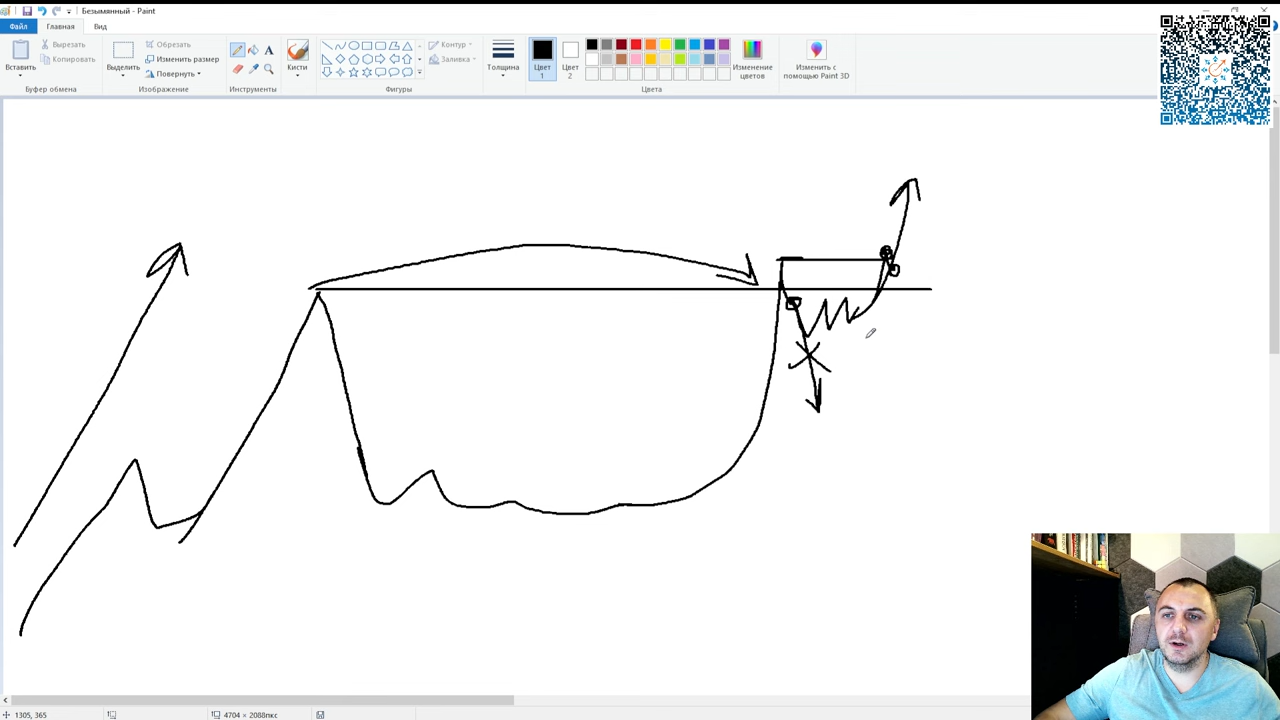 Безымянный - Paint
Файл Главная Вид
Вставить
Вырезать
Копировать
Буфер обмена
Выделить
Обрезать
Изменить размер
Повернуть
Изображение
A
Инструменты
Кисти
Контур
Заливка
Фигуры
Толщина
Цвет 1
Цвет 2
Цвета
Изменение цветов
Изменить с помощью Paint 3D
1305, 365
4704 × 2088пкс